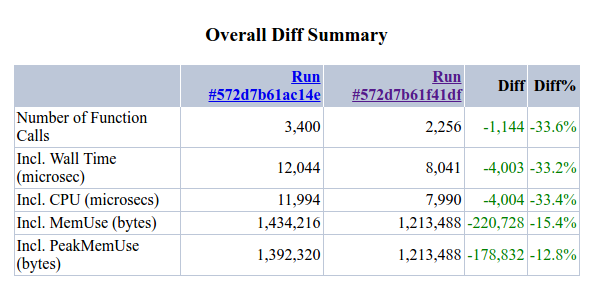 Overall Diff Summary
Run #572d7b61ac14e Run #572d7b61f41df Diff Diff%
Number of Function Calls 3,400 2,256 -1,144 -33.6%
Incl. Wall Time (microsec) 12,044 8,041 -4,003 -33.2%
Incl. CPU (microsecs) 11,994 7,990 -4,004 -33.4%
Incl. MemUse (bytes) 1,434,216 1,213,488 -220,728 -15.4%
Incl. PeakMemUse (bytes) 1,392,320 1,213,488 -178,832 -12.8%